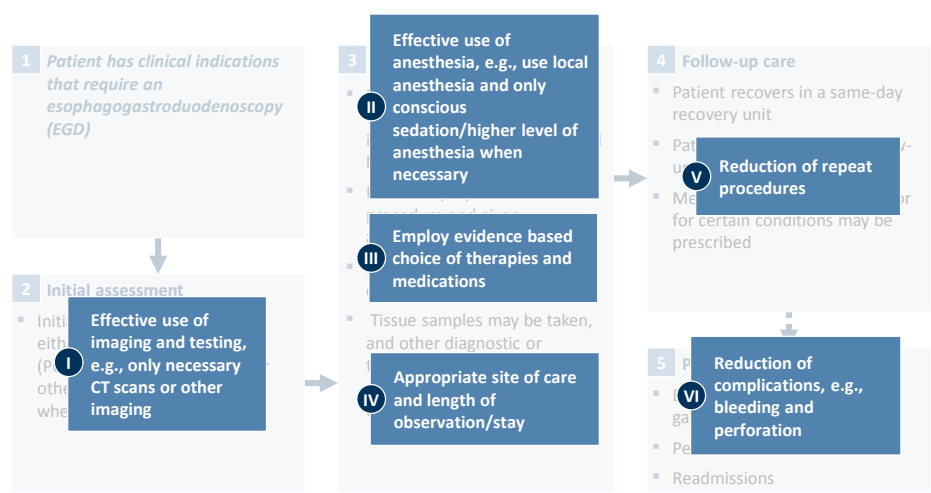 1 Patient has clinical indications
that require an
esophagogastroduodenoscopy
(EGD)
2 Initial assessment
eith
othe
I Effective use of
imaging and testing,
e.g., only necessary
CT scans or other
imaging
3
II Effective use of
anesthesia, e.g., use local
anesthesia and only
conscious
sedation/higher level of
anesthesia when
necessary
III Employ evidence based
choice of therapies and
medications
▪ Tissue samples may be taken,
and other diagnostic or
IV Appropriate site of care
and length of
observation/stay
4 Follow-up care
▪ Patient recovers in a same-day
recovery unit
V Reduction of repeat
procedures
for certain conditions may be
prescribed
5
VI Reduction of
complications, e.g.,
bleeding and
perforation
▪ Readmissions